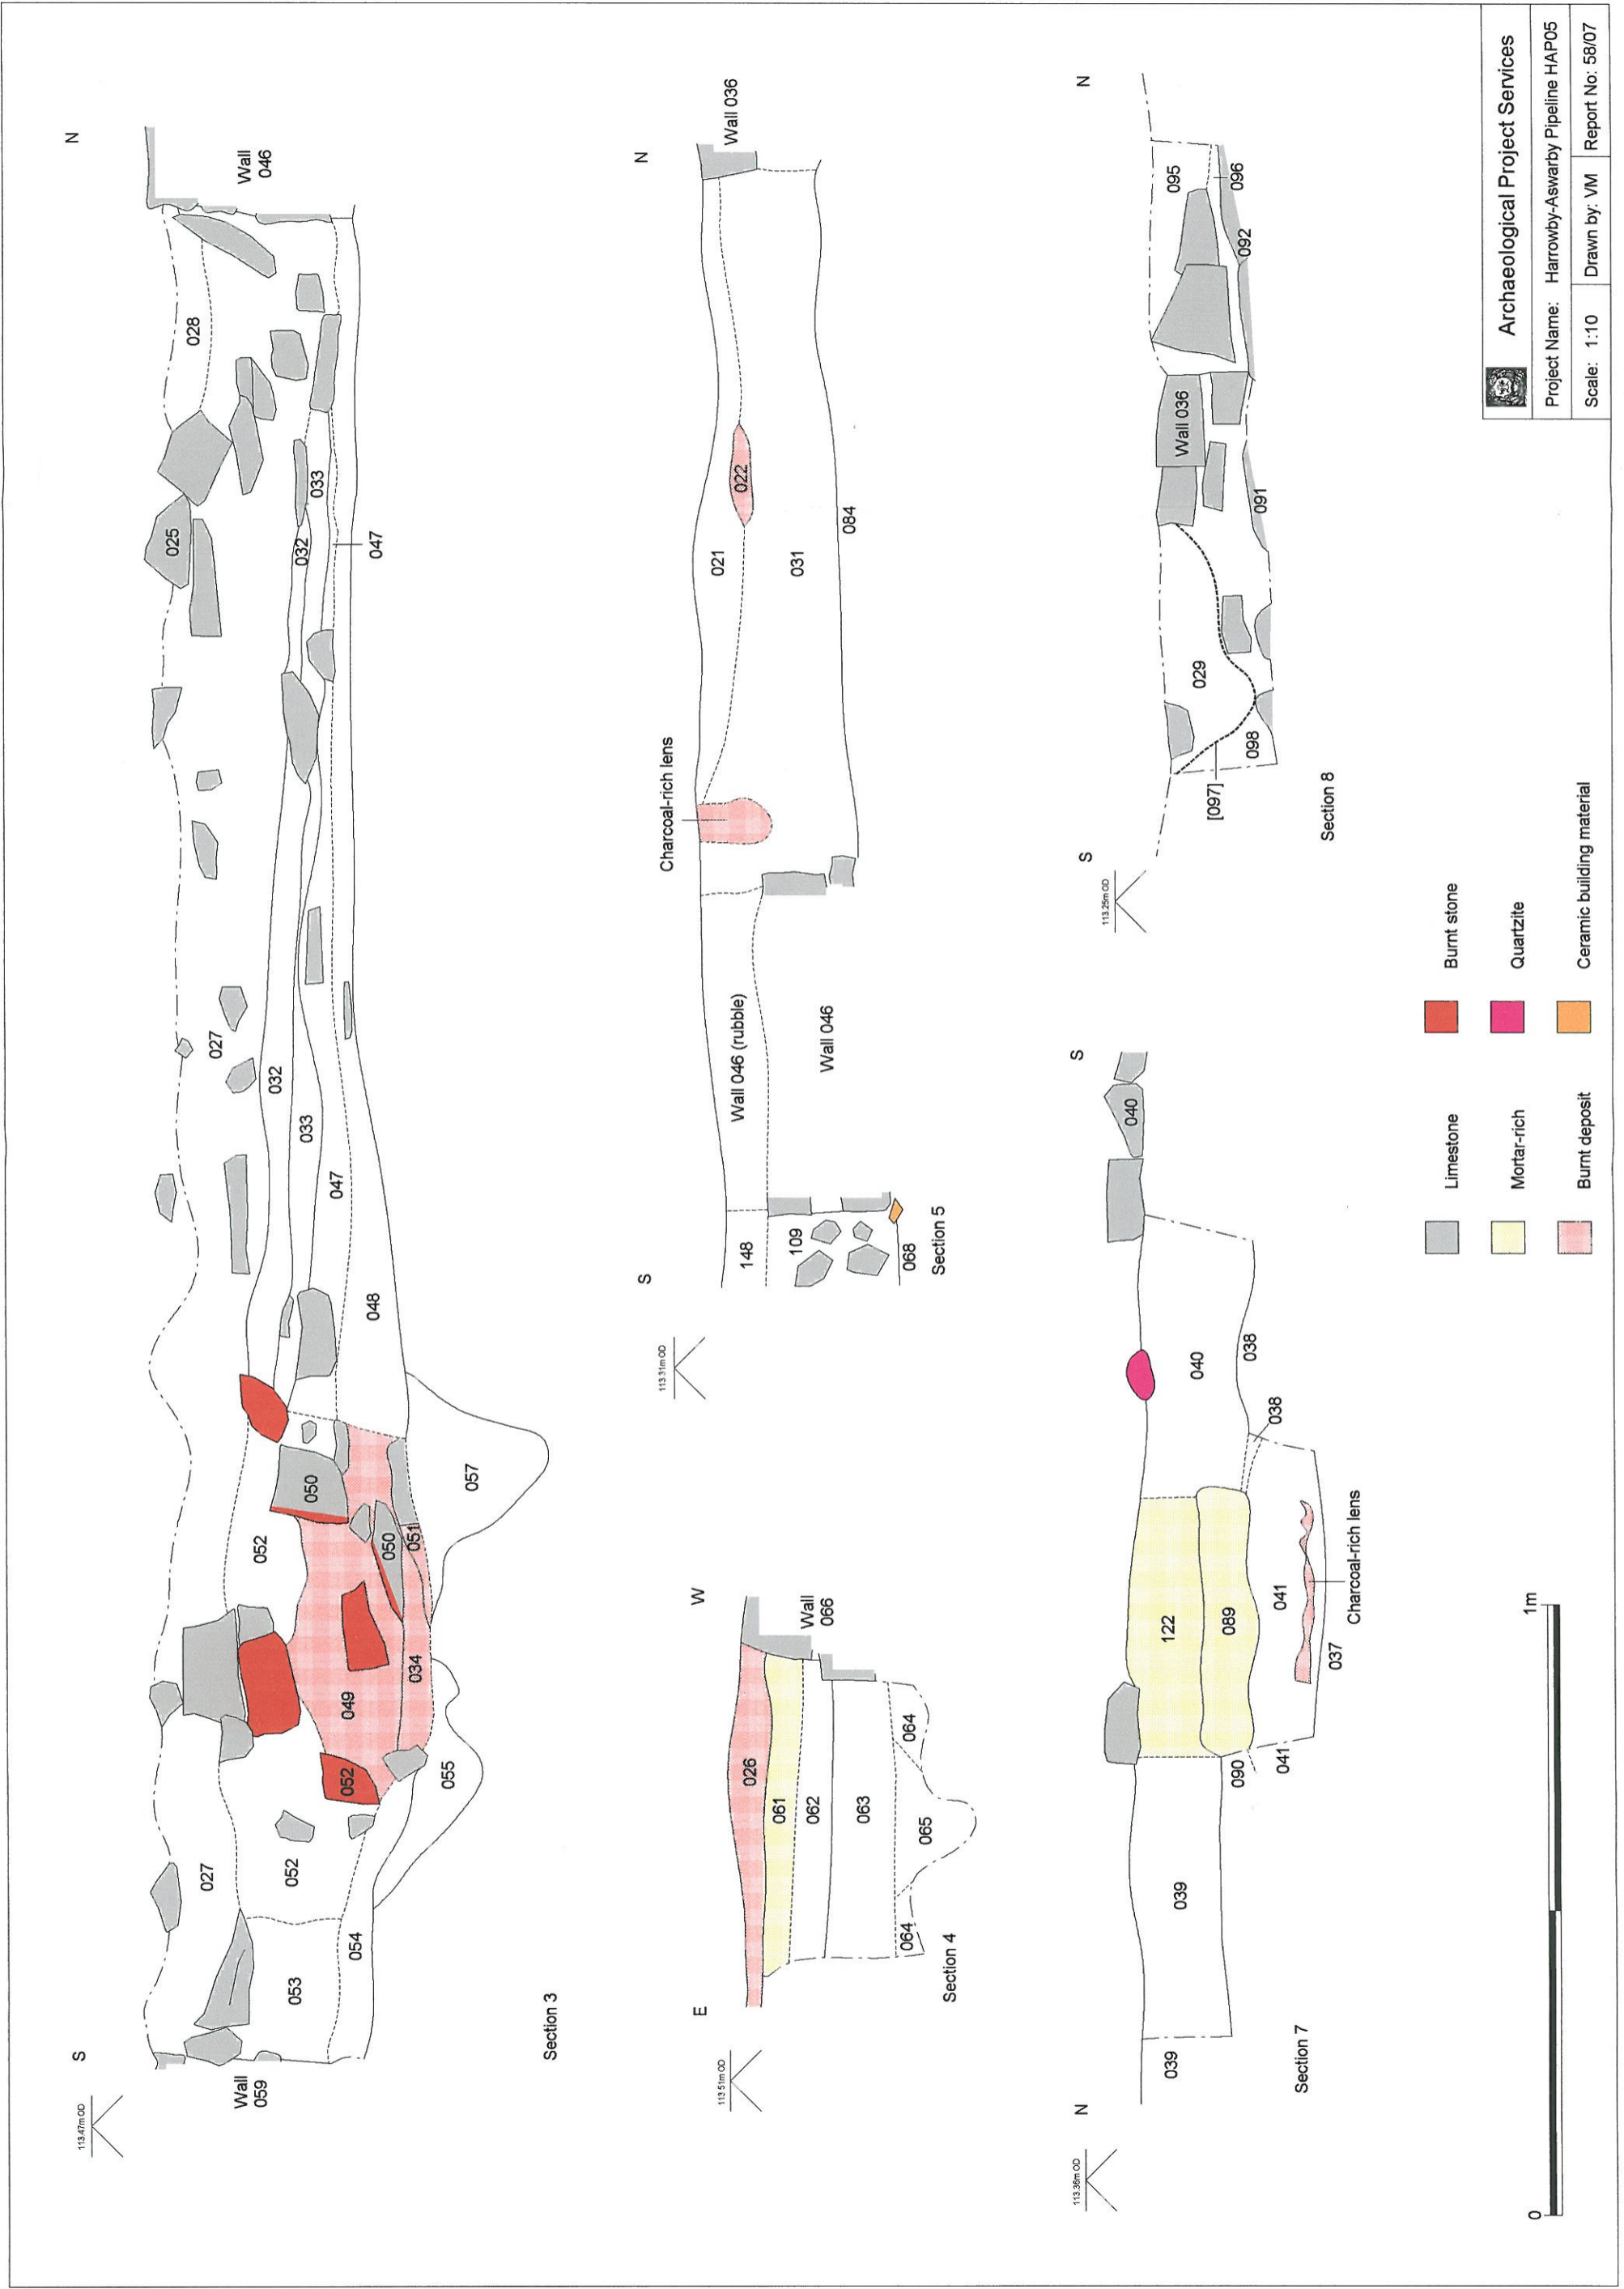 S
N
113.47m OD
Wall
059
Wall
046
053
054
027
052
052
052
049
034
055
050
050
051
057
048
047
033
032
027
032
033
047
025
028
Section 3
E
W
113.51m OD
026
061
062
063
064
064
065
Wall
066
Section 4
S
N
113.31m OD
148
109
068
Wall 046 (rubble)
Wall 046
Charcoal-rich lens
021
022
031
084
Wall 036
Section 5
N
S
113.36m OD
039
039
090
041
122
089
041
037
Charcoal-rich lens
038
038
040
040
Section 7
S
N
113.25m OD
[097]
098
029
091
Wall 036
092
095
096
Section 8
Limestone
Burnt stone
Mortar-rich
Quartzite
Burnt deposit
Ceramic building material
0
1m
Archaeological Project Services
Project Name: Harrowby-Aswarby Pipeline HAP05
Scale: 1:10
Drawn by: VM
Report No: 58/07